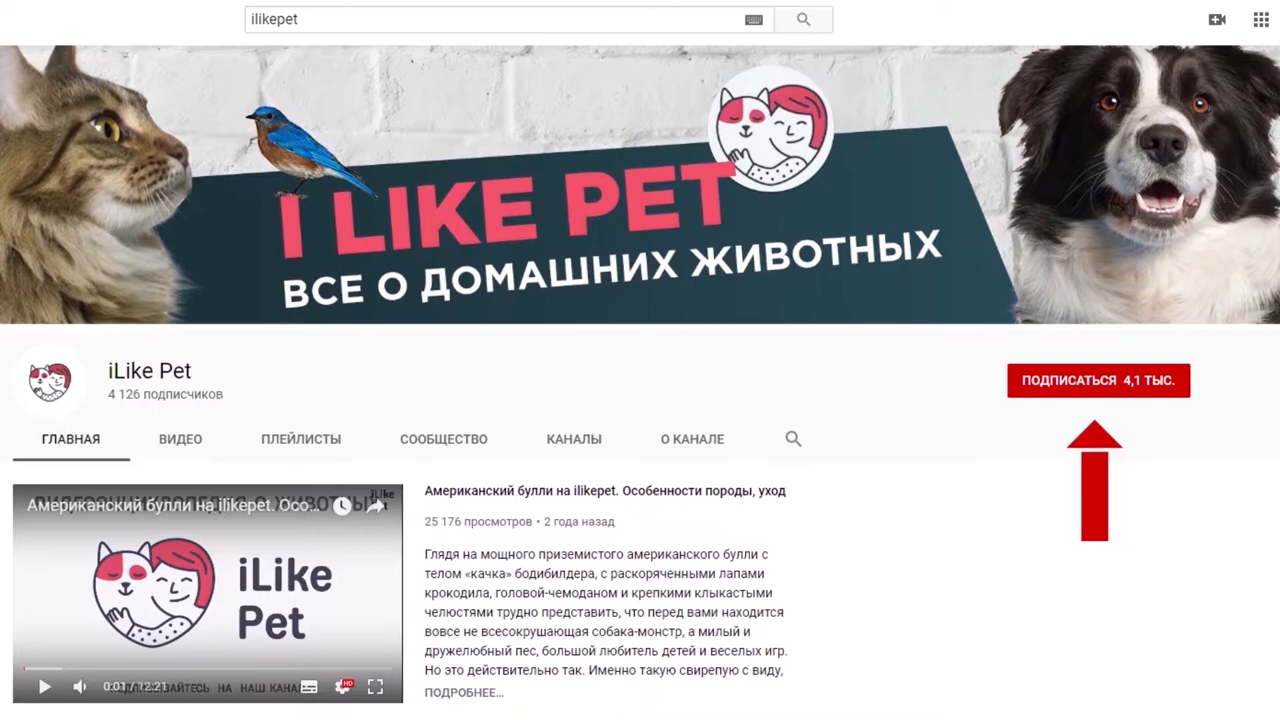 ilikepet
I LIKE PET
ВСЕ О ДОМАШНИХ ЖИВОТНЫХ
iLike Pet
4 126 подписчиков
ПОДПИСАТЬСЯ 4,1 ТЫС.
ГЛАВНАЯ ВИДЕО ПЛЕЙЛИСТЫ СООБЩЕСТВО КАНАЛЫ О КАНАЛЕ
Американский булли на ilikepet. Осо...
iLike
Pet
0:01 / 12:21
HD
Американский булли на ilikepet. Особенности породы, уход
25 176 просмотров • 2 года назад
Глядя на мощного приземистого американского булли с
телом «качка» бодибилдера, с раскоряченными лапами
крокодила, головой-чемоданом и крепкими клыкастыми
челюстями трудно представить, что перед вами находится
вовсе не всесокрушающая собака-монстр, а милый и
дружелюбный пес, большой любитель детей и веселых игр.
Но это действительно так. Именно такую свирепую с виду,
ПОДРОБНЕЕ...